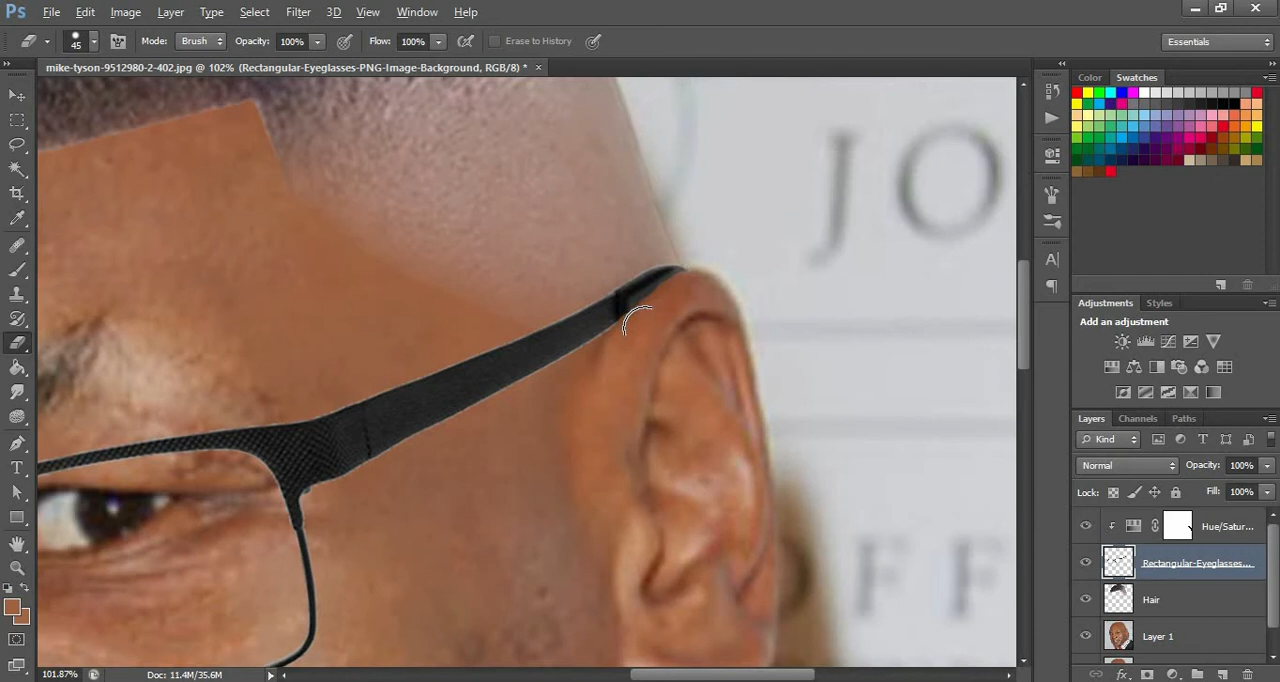 Ps File Edit Image Layer Type Select Filter 3D View Window Help
45 Mode: Brush Opacity: 100% Flow: 100% Erase to History Essentials
mike-tyson-9512980-2-402.jpg @ 102% (Rectangular-Eyeglasses-PNG-Image-Background, RGB/8) * ×
Color Swatches
JO
Adjustments Styles
Add an adjustment
Layers Channels Paths
Kind
Normal Opacity: 100%
Lock: Fill: 100%
Hue/Satur...
Rectangular-Eyeglasses...
Hair
Layer 1
OFF
101.87% Doc: 11.4M/35.6M